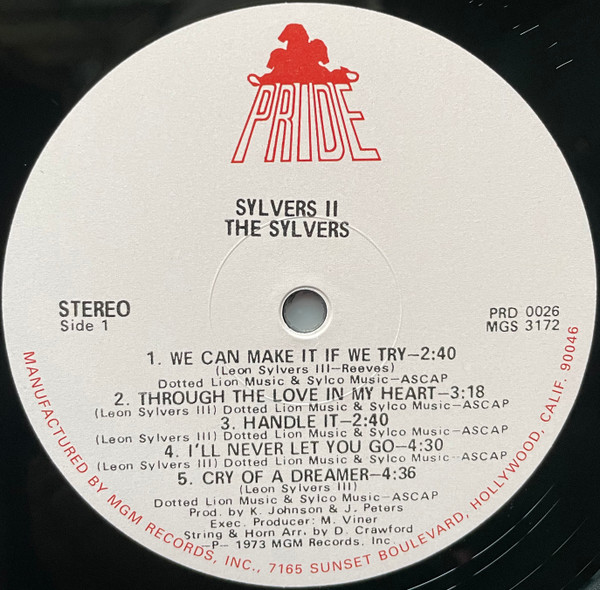 PRIDE
SYLVERS II
THE SYLVERS
STEREO
Side 1
PRD 0026
MGS 3172
1. WE CAN MAKE IT IF WE TRY—2:40
(Leon Sylvers III—Reeves)
Dotted Lion Music & Sylco Music—ASCAP
2. THROUGH THE LOVE IN MY HEART—3:18
(Leon Sylvers III) Dotted Lion Music & Sylco Music—ASCAP
3. HANDLE IT—2:40
(Leon Sylvers III) Dotted Lion Music & Sylco Music—ASCAP
4. I'LL NEVER LET YOU GO—4:30
(Leon Sylvers III) Dotted Lion Music & Sylco Music—ASCAP
5. CRY OF A DREAMER—4:36
(Leon Sylvers III)
Dotted Lion Music & Sylco Music—ASCAP
Prod. by K. Johnson & J. Peters
Exec. Producer: M. Viner
String & Horn Arr. by D. Crawford
—P— 1973 MGM Records, Inc.
MANUFACTURED BY MGM RECORDS, INC., 7165 SUNSET BOULEVARD, HOLLYWOOD, CALIF. 90046